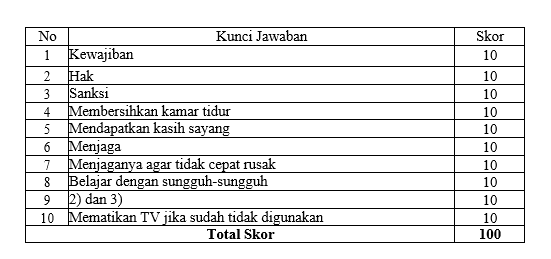 No Kunci Jawaban Skor
1 Kewajiban 10
2 Hak 10
3 Sanksi 10
4 Membersihkan kamar tidur 10
5 Mendapatkan kasih sayang 10
6 Menjaga 10
7 Menjaganya agar tidak cepat rusak 10
8 Belajar dengan sungguh-sungguh 10
9 2) dan 3) 10
10 Mematikan TV jika sudah tidak digunakan 10
Total Skor 100